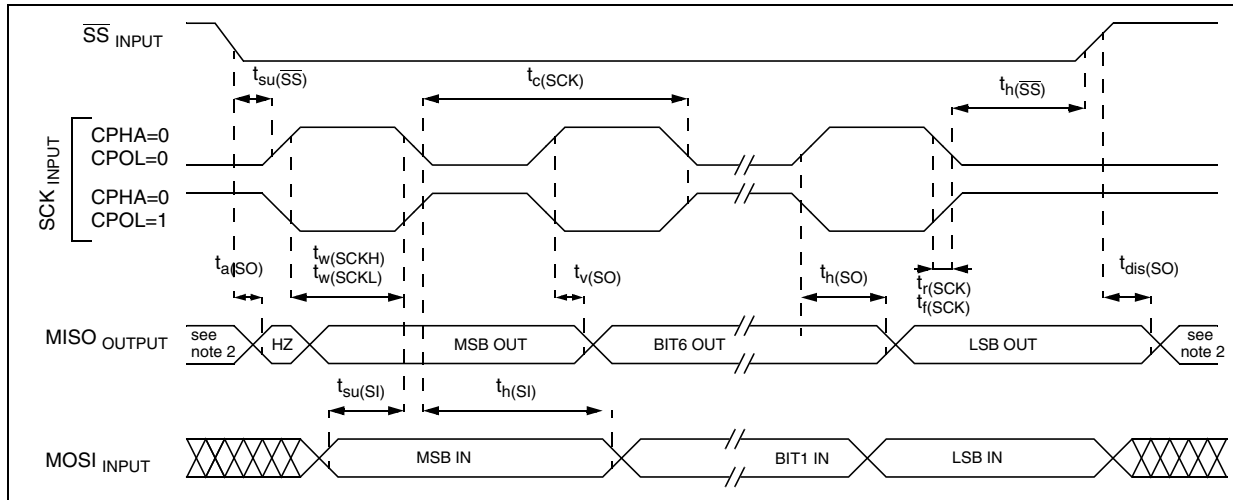 SS INPUT
tsu(SS)
tc(SCK)
th(SS)
SCK INPUT
CPHA=0
CPOL=0
CPHA=0
CPOL=1
ta(SO)
tw(SCKH)
tw(SCKL)
tv(SO)
th(SO)
tr(SCK)
tf(SCK)
tdis(SO)
MISO OUTPUT
see
note 2
HZ
MSB OUT
BIT6 OUT
LSB OUT
see
note 2
tsu(SI)
th(SI)
MOSI INPUT
MSB IN
BIT1 IN
LSB IN